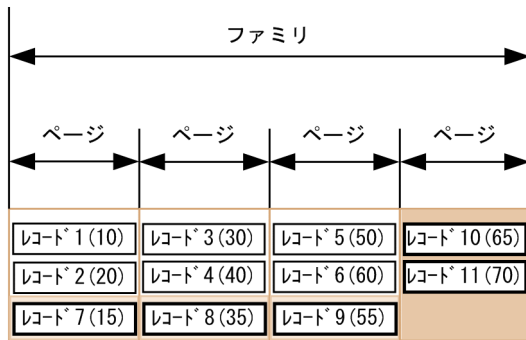 ファミリ
ページ ページ ページ ページ
ﾚｺｰﾄﾞ1(10) ﾚｺｰﾄﾞ3(30) ﾚｺｰﾄﾞ5(50) ﾚｺｰﾄﾞ10(65)
ﾚｺｰﾄﾞ2(20) ﾚｺｰﾄﾞ4(40) ﾚｺｰﾄﾞ6(60) ﾚｺｰﾄﾞ11(70)
ﾚｺｰﾄﾞ7(15) ﾚｺｰﾄﾞ8(35) ﾚｺｰﾄﾞ9(55)